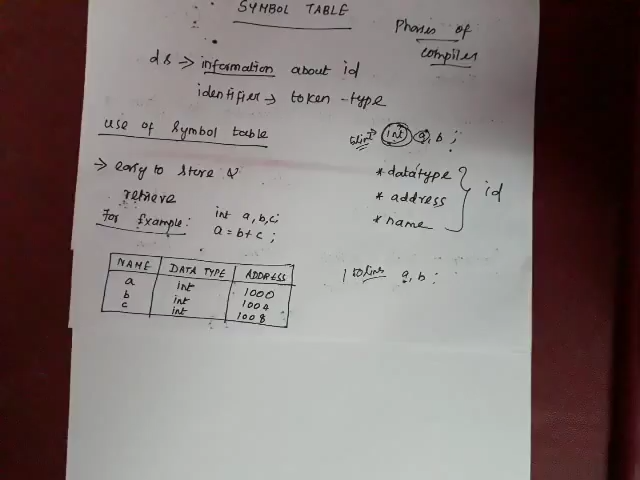 SYMBOL TABLE
Phases of
compiler
ds → information about id
identifier → token - type
use of Symbol table
int a, b ;
→ easy to store &
retrieve
* datatype
* address
* name
id
For Example:
int a, b, c;
a = b + c ;
NAME DATA TYPE ADDRESS
a int 1000
b int 1004
c int 1008
a, b ;